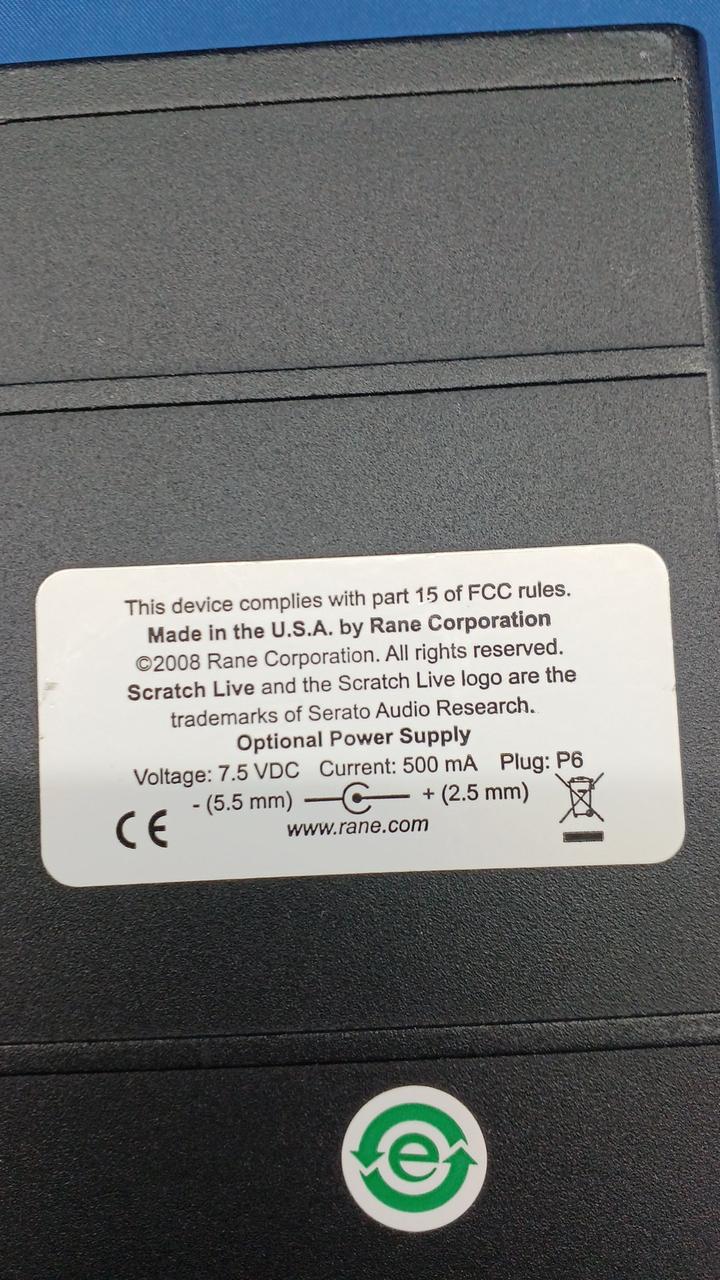 This device complies with part 15 of FCC rules.
Made in the U.S.A. by Rane Corporation
©2008 Rane Corporation. All rights reserved.
Scratch Live and the Scratch Live logo are the
trademarks of Serato Audio Research.
Optional Power Supply
Voltage: 7.5 VDC Current: 500 mA Plug: P6
- (5.5 mm) + (2.5 mm)
CE www.rane.com
e